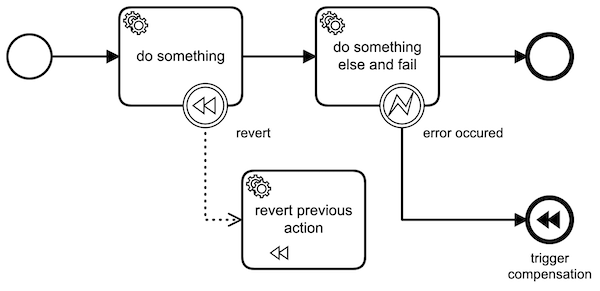 do something
do something
else and fail
revert
error occured
revert previous
action
trigger
compensation